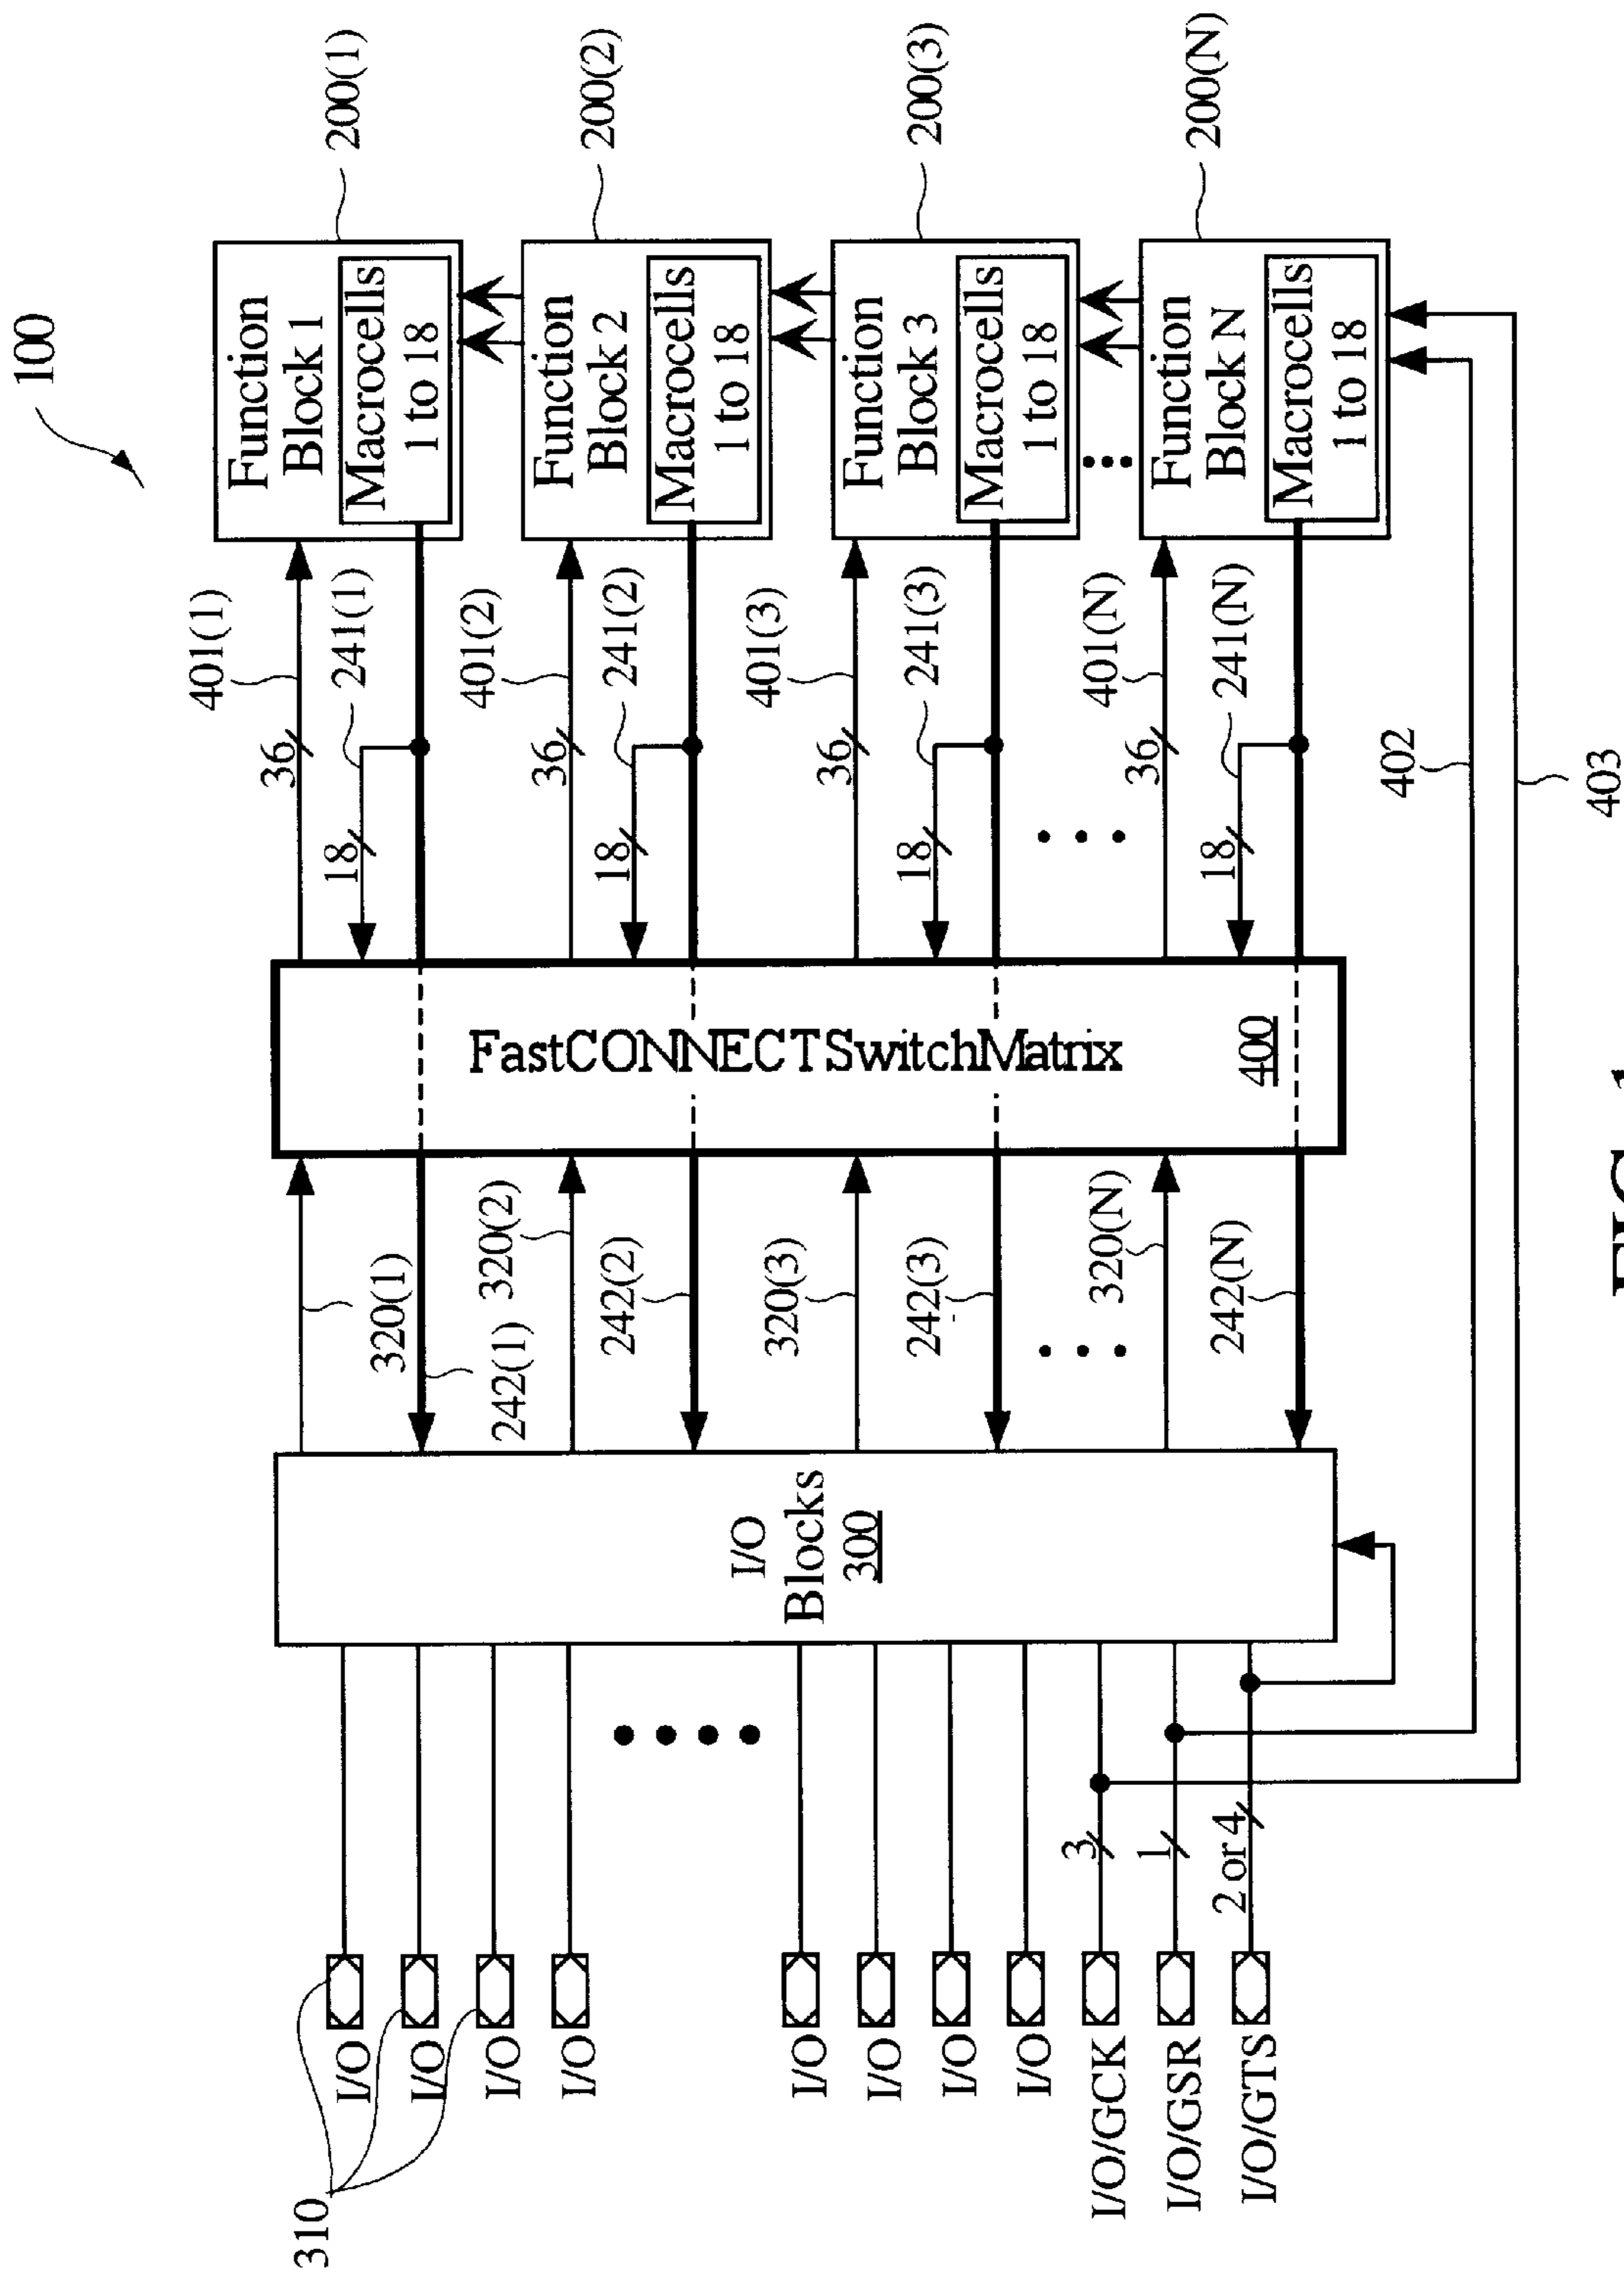 100
Function
Block 1
Macrocells
1 to 18
200(1)
Function
Block 2
Macrocells
1 to 18
200(2)
Function
Block 3
Macrocells
1 to 18
200(3)
Function
Block N
Macrocells
1 to 18
200(N)
401(1)
36
241(1)
18
401(2)
36
241(2)
18
401(3)
36
241(3)
18
401(N)
36
241(N)
18
FastCONNECTSwitchMatrix
400
320(1)
242(1)
320(2)
242(2)
320(3)
242(3)
320(N)
242(N)
I/O
Blocks
300
402
403
310
I/O
I/O
I/O
I/O
I/O
I/O
I/O
I/O
I/O/GCK
3
I/O/GSR
1
I/O/GTS
2 or 4